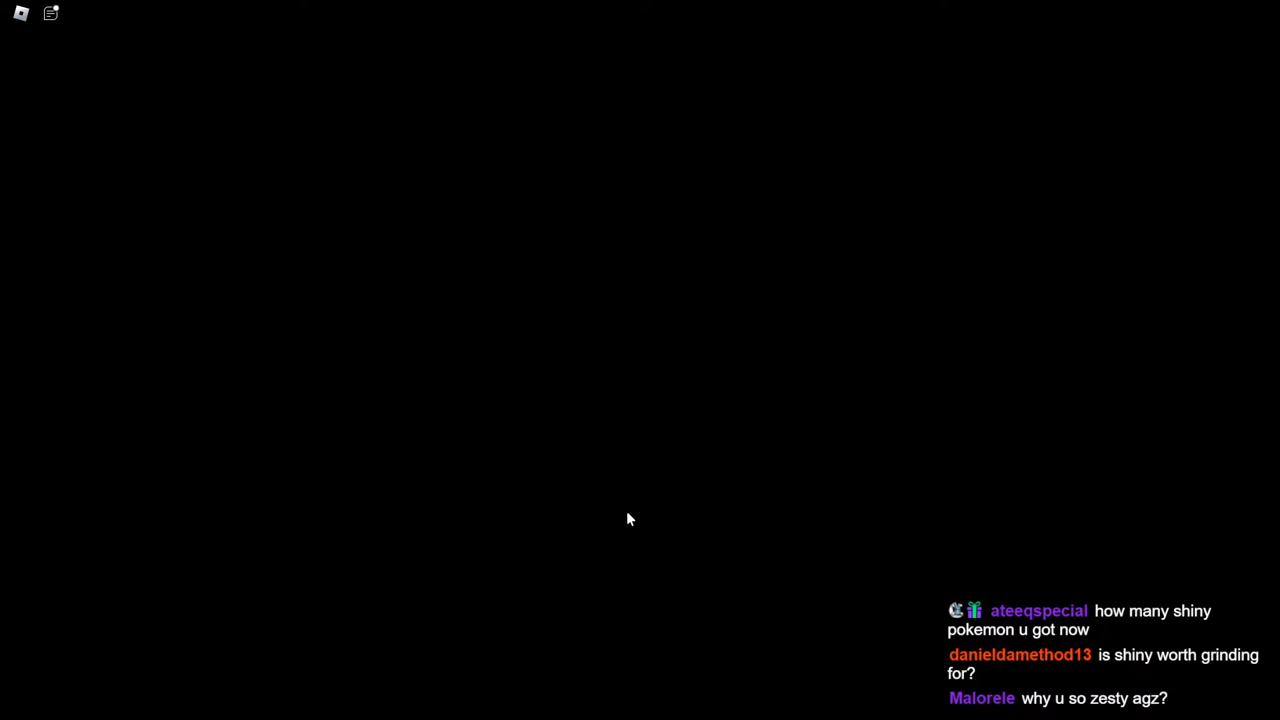 ateeqspecial how many shiny
pokemon u got now
danieldamethod13 is shiny worth grinding
for?
Malorele why u so zesty agz?